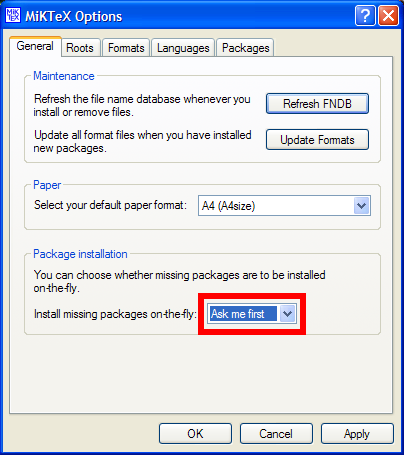 MiKTeX Options
General Roots Formats Languages Packages
Maintenance
Refresh the file name database whenever you
install or remove files.
Refresh FNDB
Update all format files when you have installed
new packages.
Update Formats
Paper
Select your default paper format: A4 (A4size)
Package installation
You can choose whether missing packages are to be installed
on-the-fly.
Install missing packages on-the-fly: Ask me first
OK Cancel Apply